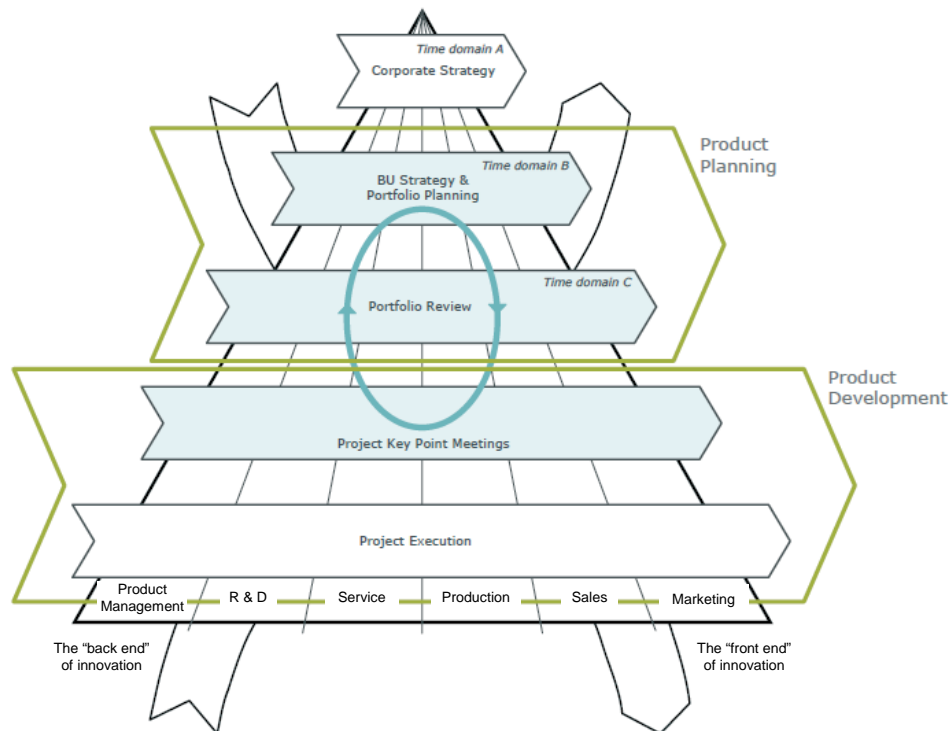 Time domain A
Corporate Strategy
Product
Planning
Time domain B
BU Strategy &
Portfolio Planning
Time domain C
Portfolio Review
Product
Development
Project Key Point Meetings
Project Execution
Product
Management
R & D
Service
Production
Sales
Marketing
The “back end”
of innovation
The “front end”
of innovation